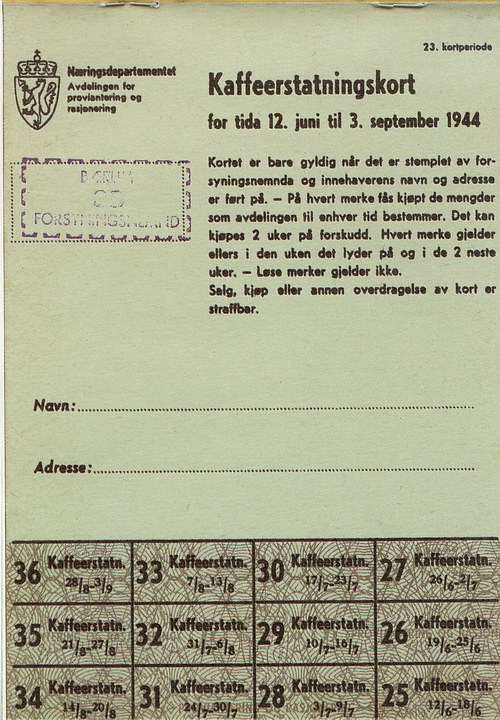 23. kortperiode
Næringsdepartementet
Avdelingen for
proviantering og
rasjonering
Kaffeerstatningskort
for tida 12. juni til 3. september 1944
BÆRUM
FORSYNINGSNEMND
Kortet er bare gyldig når det er stemplet av for-
syningsnemnda og innehaverens navn og adresse
er ført på. — På hvert merke fås kjøpt de mengder
som avdelingen til enhver tid bestemmer. Det kan
kjøpes 2 uker på forskudd. Hvert merke gjelder
ellers i den uken det lyder på og i de 2 neste
uker. — Løse merker gjelder ikke.
Salg, kjøp eller annen overdragelse av kort er
straffbar.
Navn:
Adresse:
36 Kaffeerstatn. 28/8-3/9
33 Kaffeerstatn. 7/8-13/8
30 Kaffeerstatn. 17/7-23/7
27 Kaffeerstatn. 26/6-2/7
35 Kaffeerstatn. 21/8-27/8
32 Kaffeerstatn. 31/7-6/8
29 Kaffeerstatn. 10/7-16/7
26 Kaffeerstatn. 19/6-25/6
34 Kaffeerstatn. 14/8-20/8
31 Kaffeerstatn. 24/7-30/7
28 Kaffeerstatn. 3/7-9/7
25 Kaffeerstatn. 12/6-18/6